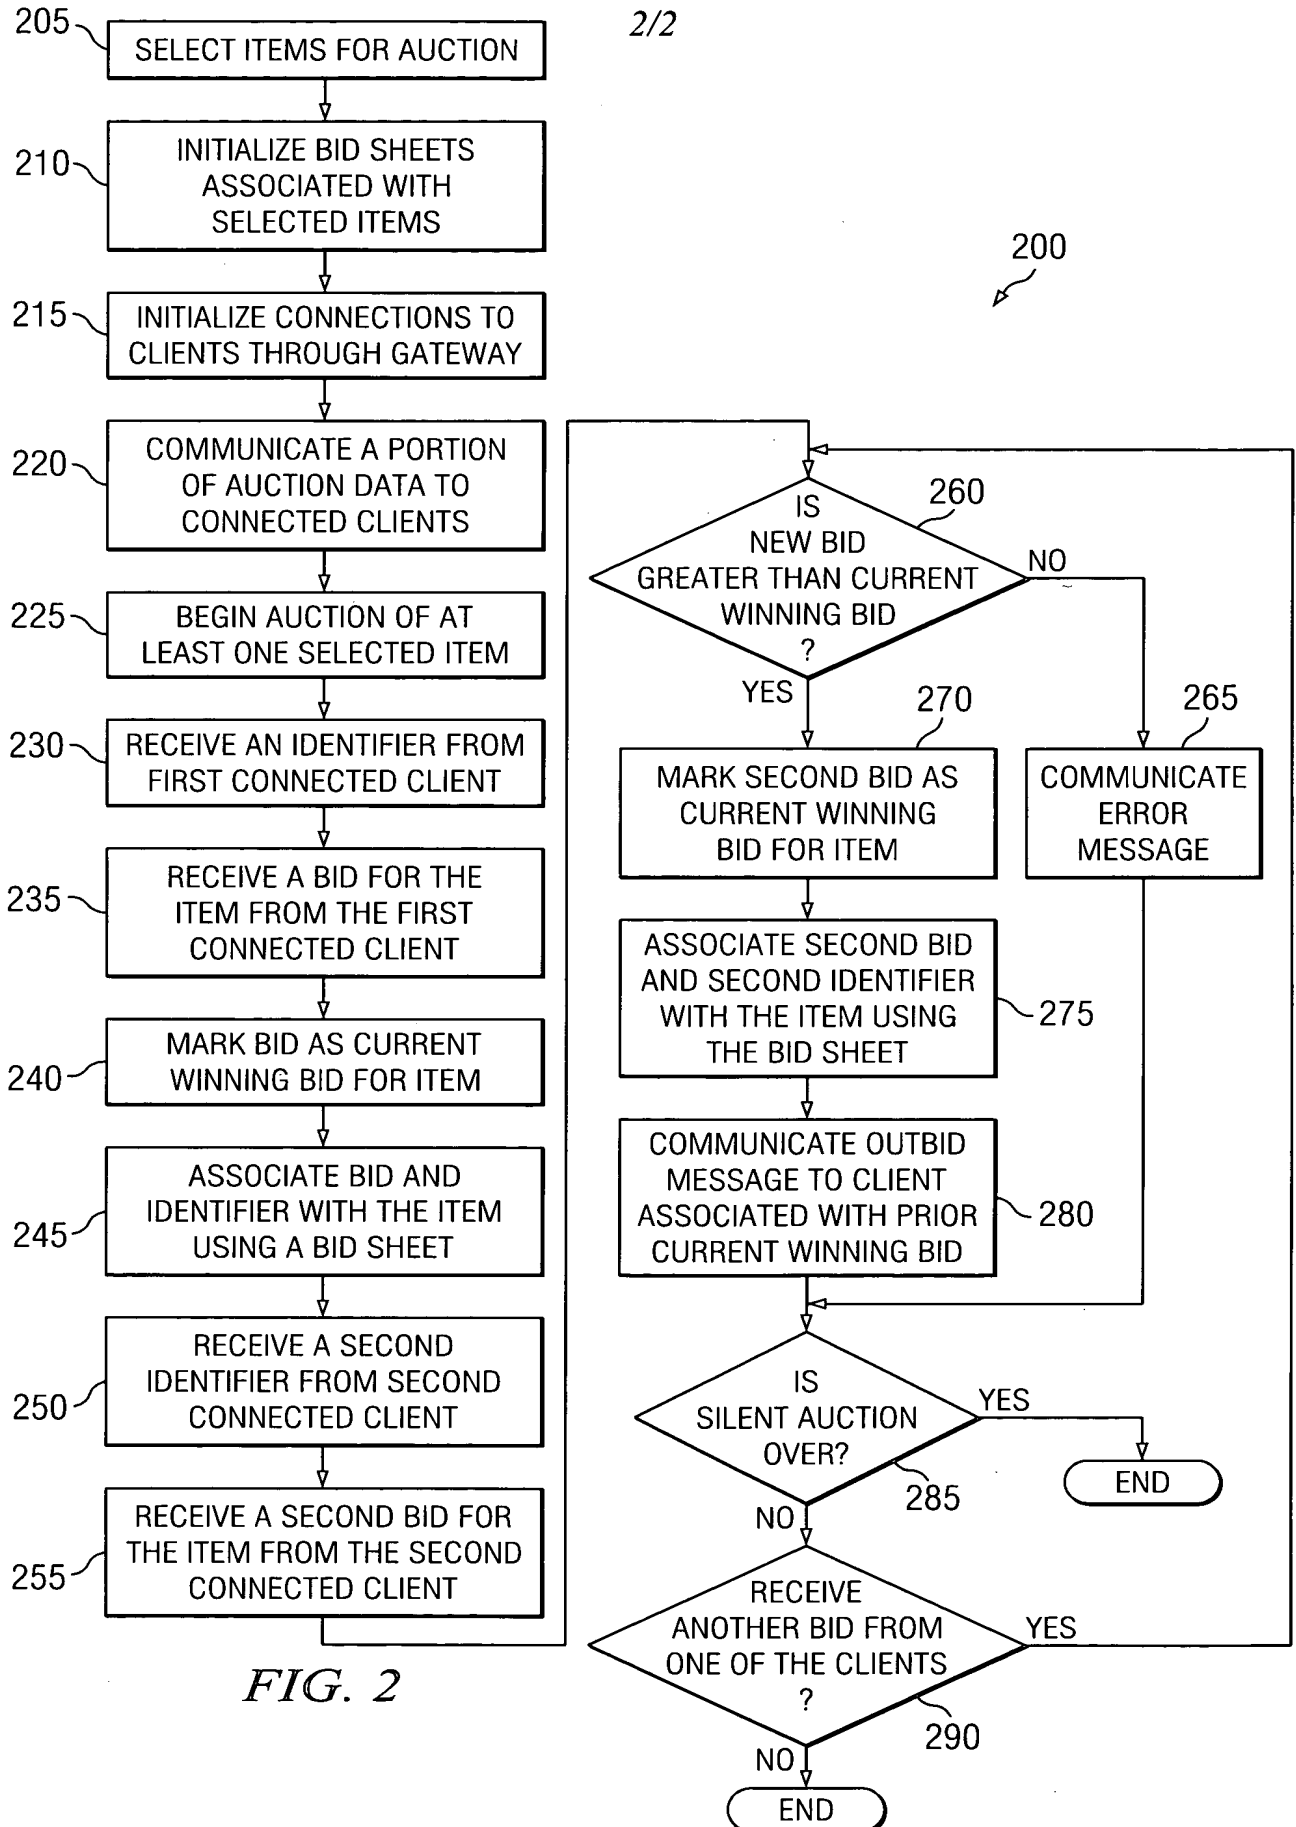 2/2
205
SELECT ITEMS FOR AUCTION
210
INITIALIZE BID SHEETS
ASSOCIATED WITH
SELECTED ITEMS
215
INITIALIZE CONNECTIONS TO
CLIENTS THROUGH GATEWAY
220
COMMUNICATE A PORTION
OF AUCTION DATA TO
CONNECTED CLIENTS
225
BEGIN AUCTION OF AT
LEAST ONE SELECTED ITEM
230
RECEIVE AN IDENTIFIER FROM
FIRST CONNECTED CLIENT
235
RECEIVE A BID FOR THE
ITEM FROM THE FIRST
CONNECTED CLIENT
240
MARK BID AS CURRENT
WINNING BID FOR ITEM
245
ASSOCIATE BID AND
IDENTIFIER WITH THE ITEM
USING A BID SHEET
250
RECEIVE A SECOND
IDENTIFIER FROM SECOND
CONNECTED CLIENT
255
RECEIVE A SECOND BID FOR
THE ITEM FROM THE SECOND
CONNECTED CLIENT
FIG. 2
200
260
IS
NEW BID
GREATER THAN CURRENT
WINNING BID
?
NO
YES
265
COMMUNICATE
ERROR
MESSAGE
270
MARK SECOND BID AS
CURRENT WINNING
BID FOR ITEM
ASSOCIATE SECOND BID
AND SECOND IDENTIFIER
WITH THE ITEM USING
THE BID SHEET
275
COMMUNICATE OUTBID
MESSAGE TO CLIENT
ASSOCIATED WITH PRIOR
CURRENT WINNING BID
280
IS
SILENT AUCTION
OVER?
285
YES
END
NO
RECEIVE
ANOTHER BID FROM
ONE OF THE CLIENTS
?
290
YES
NO
END